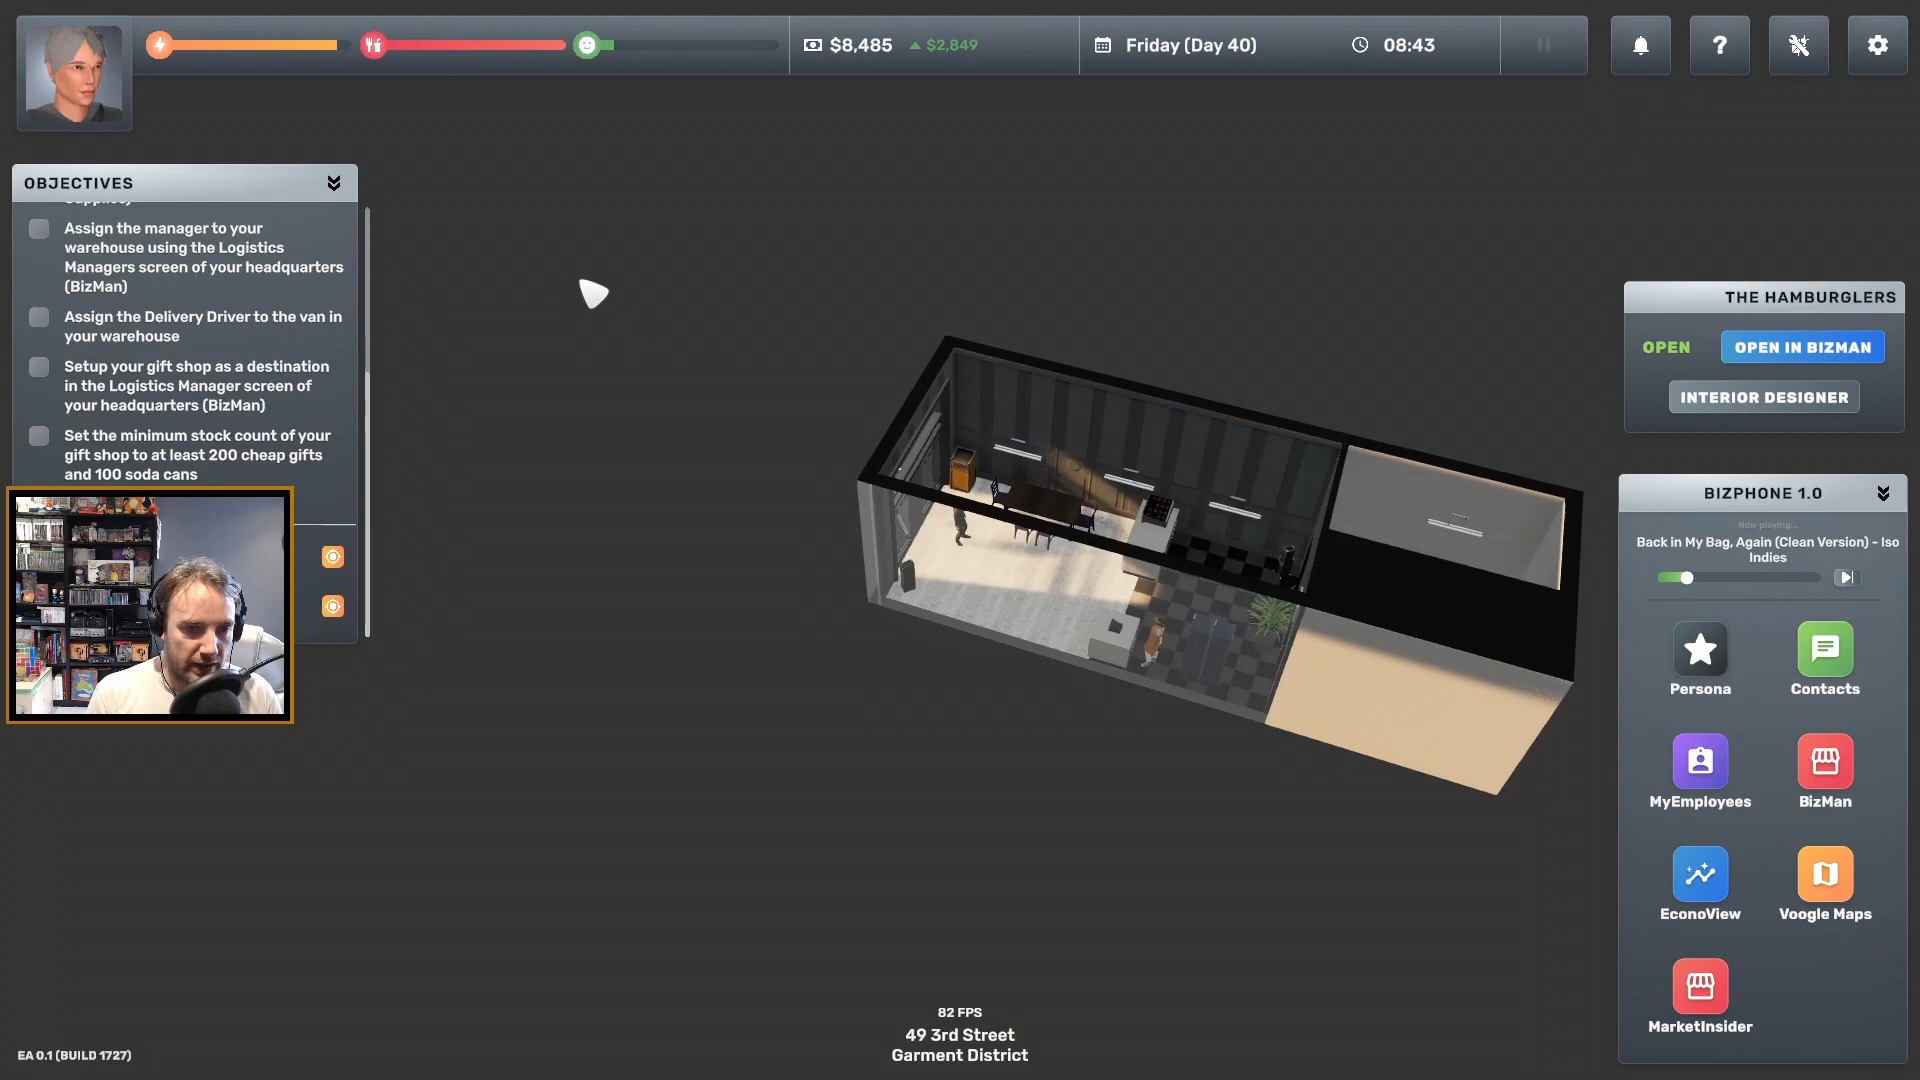 $8,485
$2,849
Friday (Day 40)
08:43
OBJECTIVES
Supplies)
Assign the manager to your
warehouse using the Logistics
Managers screen of your headquarters
(BizMan)
Assign the Delivery Driver to the van in
your warehouse
Setup your gift shop as a destination
in the Logistics Manager screen of
your headquarters (BizMan)
Set the minimum stock count of your
gift shop to at least 200 cheap gifts
and 100 soda cans
THE HAMBURGLERS
OPEN
OPEN IN BIZMAN
INTERIOR DESIGNER
BIZPHONE 1.0
Now playing...
Back in My Bag, Again (Clean Version) - Iso
Indies
Persona
Contacts
MyEmployees
BizMan
EconoView
Voogle Maps
MarketInsider
82 FPS
49 3rd Street
Garment District
EA 0.1 (BUILD 1727)